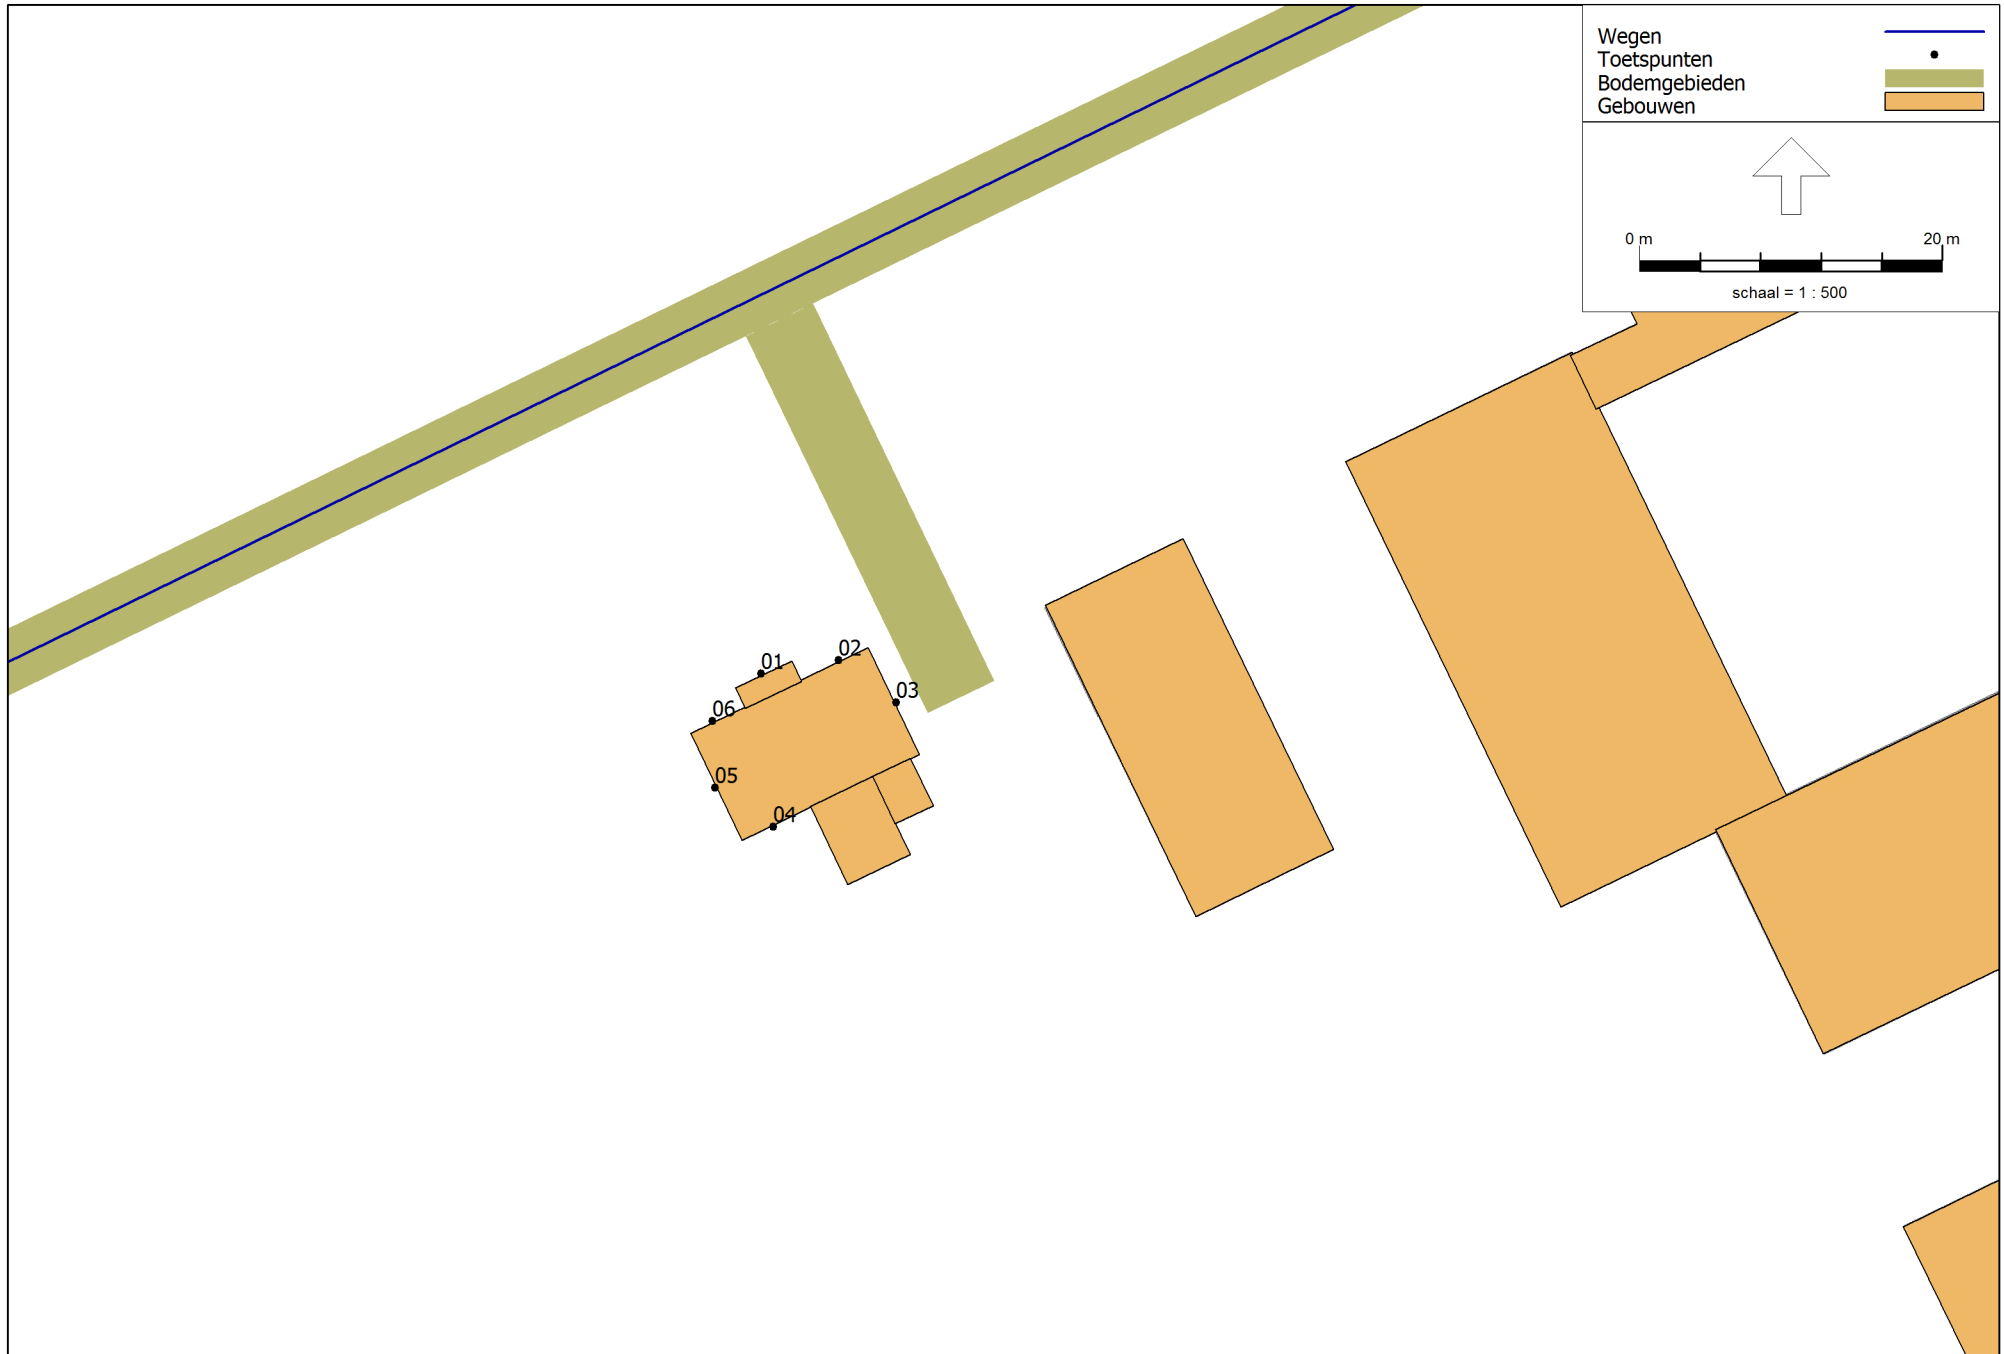 Wegen
Toetspunten
Bodemgebieden
Gebouwen
0 m 20 m
schaal = 1 : 500
01
02
03
06
05
04